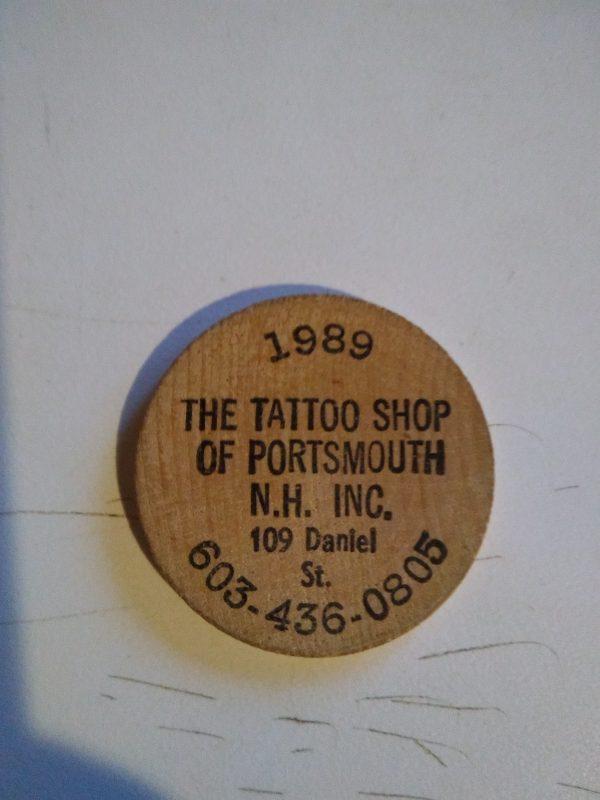 1989
THE TATTOO SHOP
OF PORTSMOUTH
N.H. INC.
109 Daniel
St.
603-436-0805